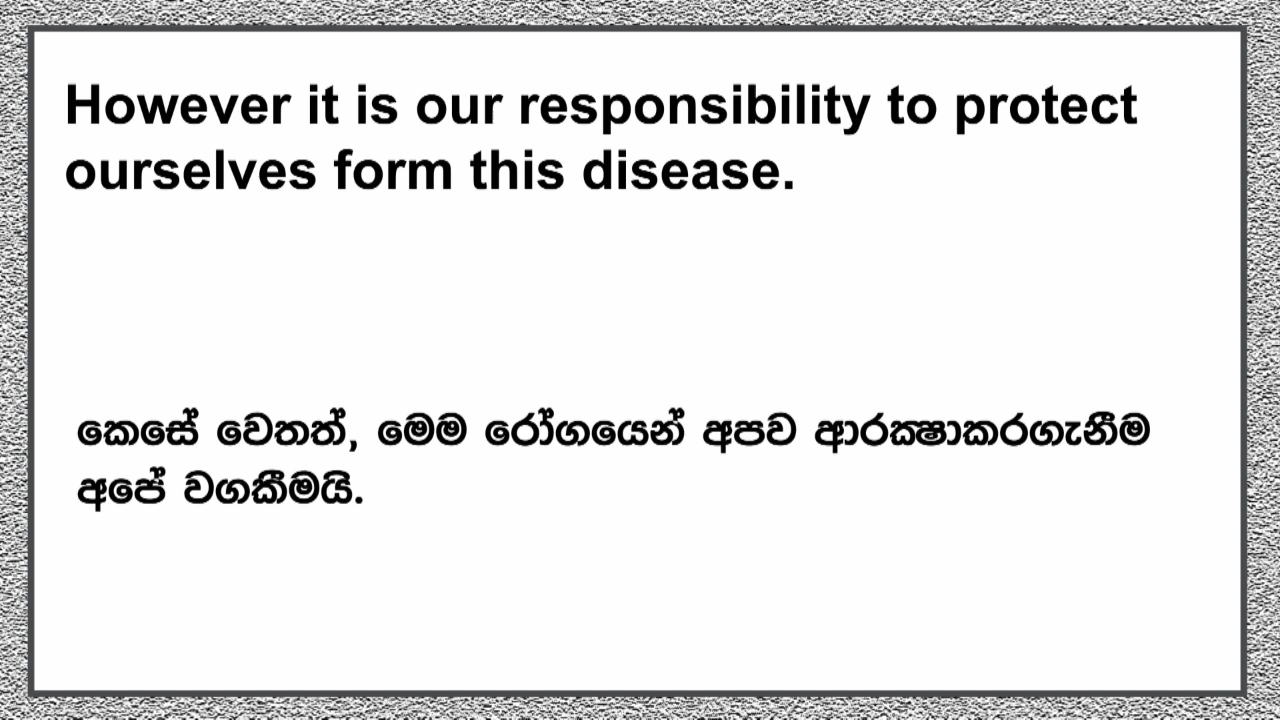 However it is our responsibility to protect
ourselves form this disease.
කෙසේ වෙතත්, මෙම රෝගයෙන් අපව ආරක්‍ෂාකරගැනීම
අපේ වගකීමයි.